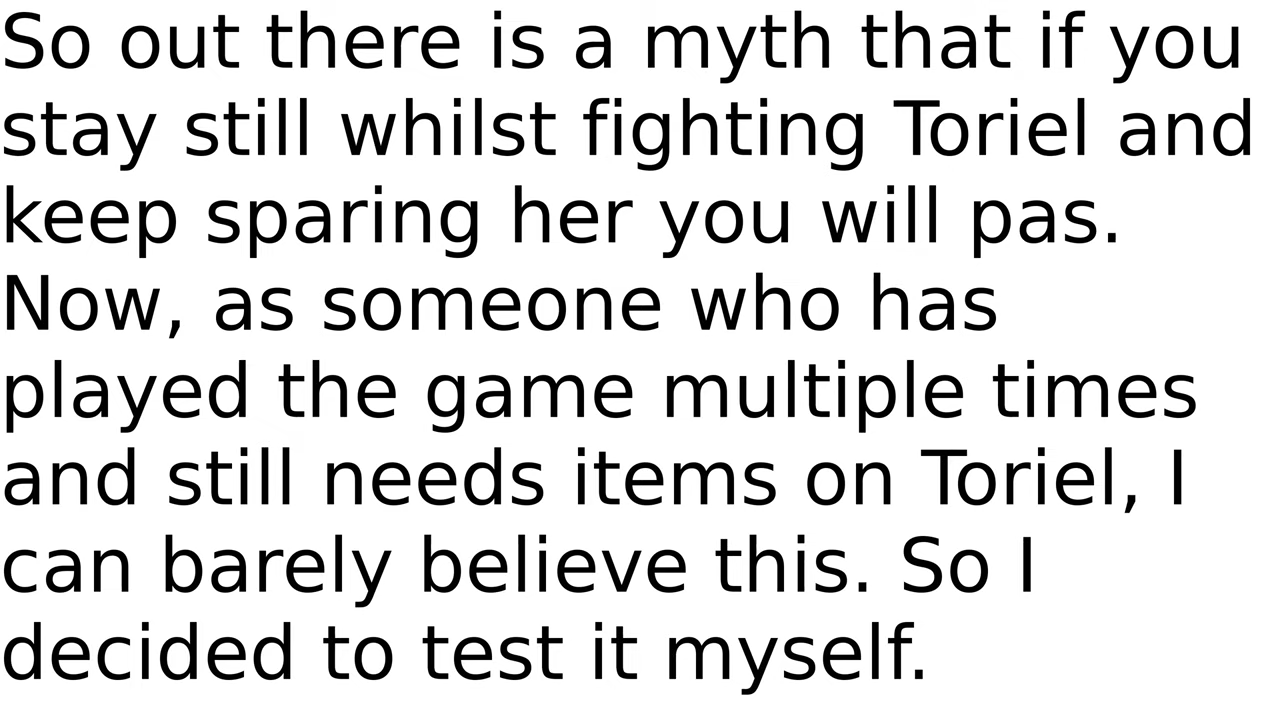 So out there is a myth that if you
stay still whilst fighting Toriel and
keep sparing her you will pas.
Now, as someone who has
played the game multiple times
and still needs items on Toriel, I
can barely believe this. So I
decided to test it myself.